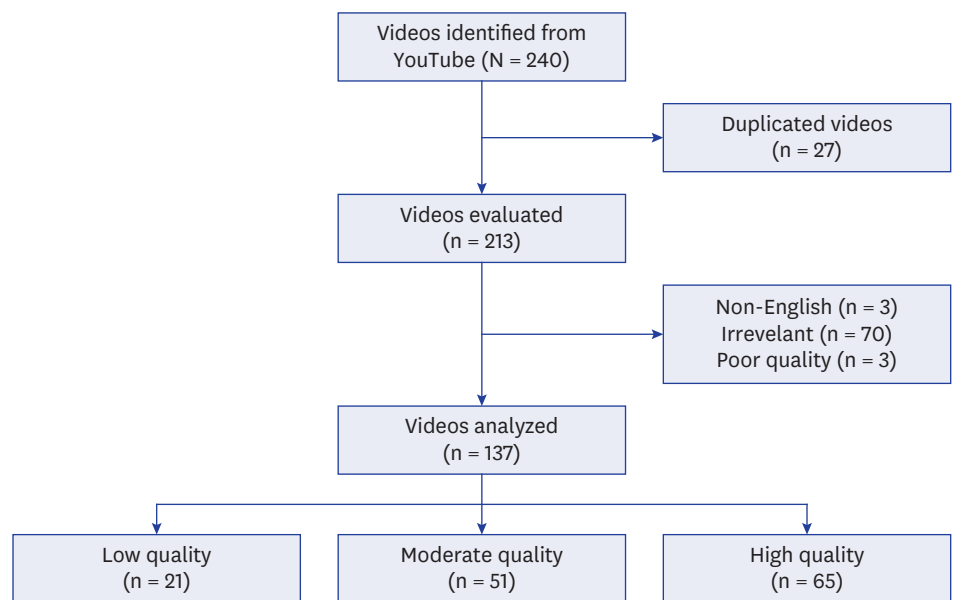 Videos identified from
YouTube (N = 240)
Duplicated videos
(n = 27)
Videos evaluated
(n = 213)
Non-English (n = 3)
Irrevelant (n = 70)
Poor quality (n = 3)
Videos analyzed
(n = 137)
Low quality
(n = 21)
Moderate quality
(n = 51)
High quality
(n = 65)